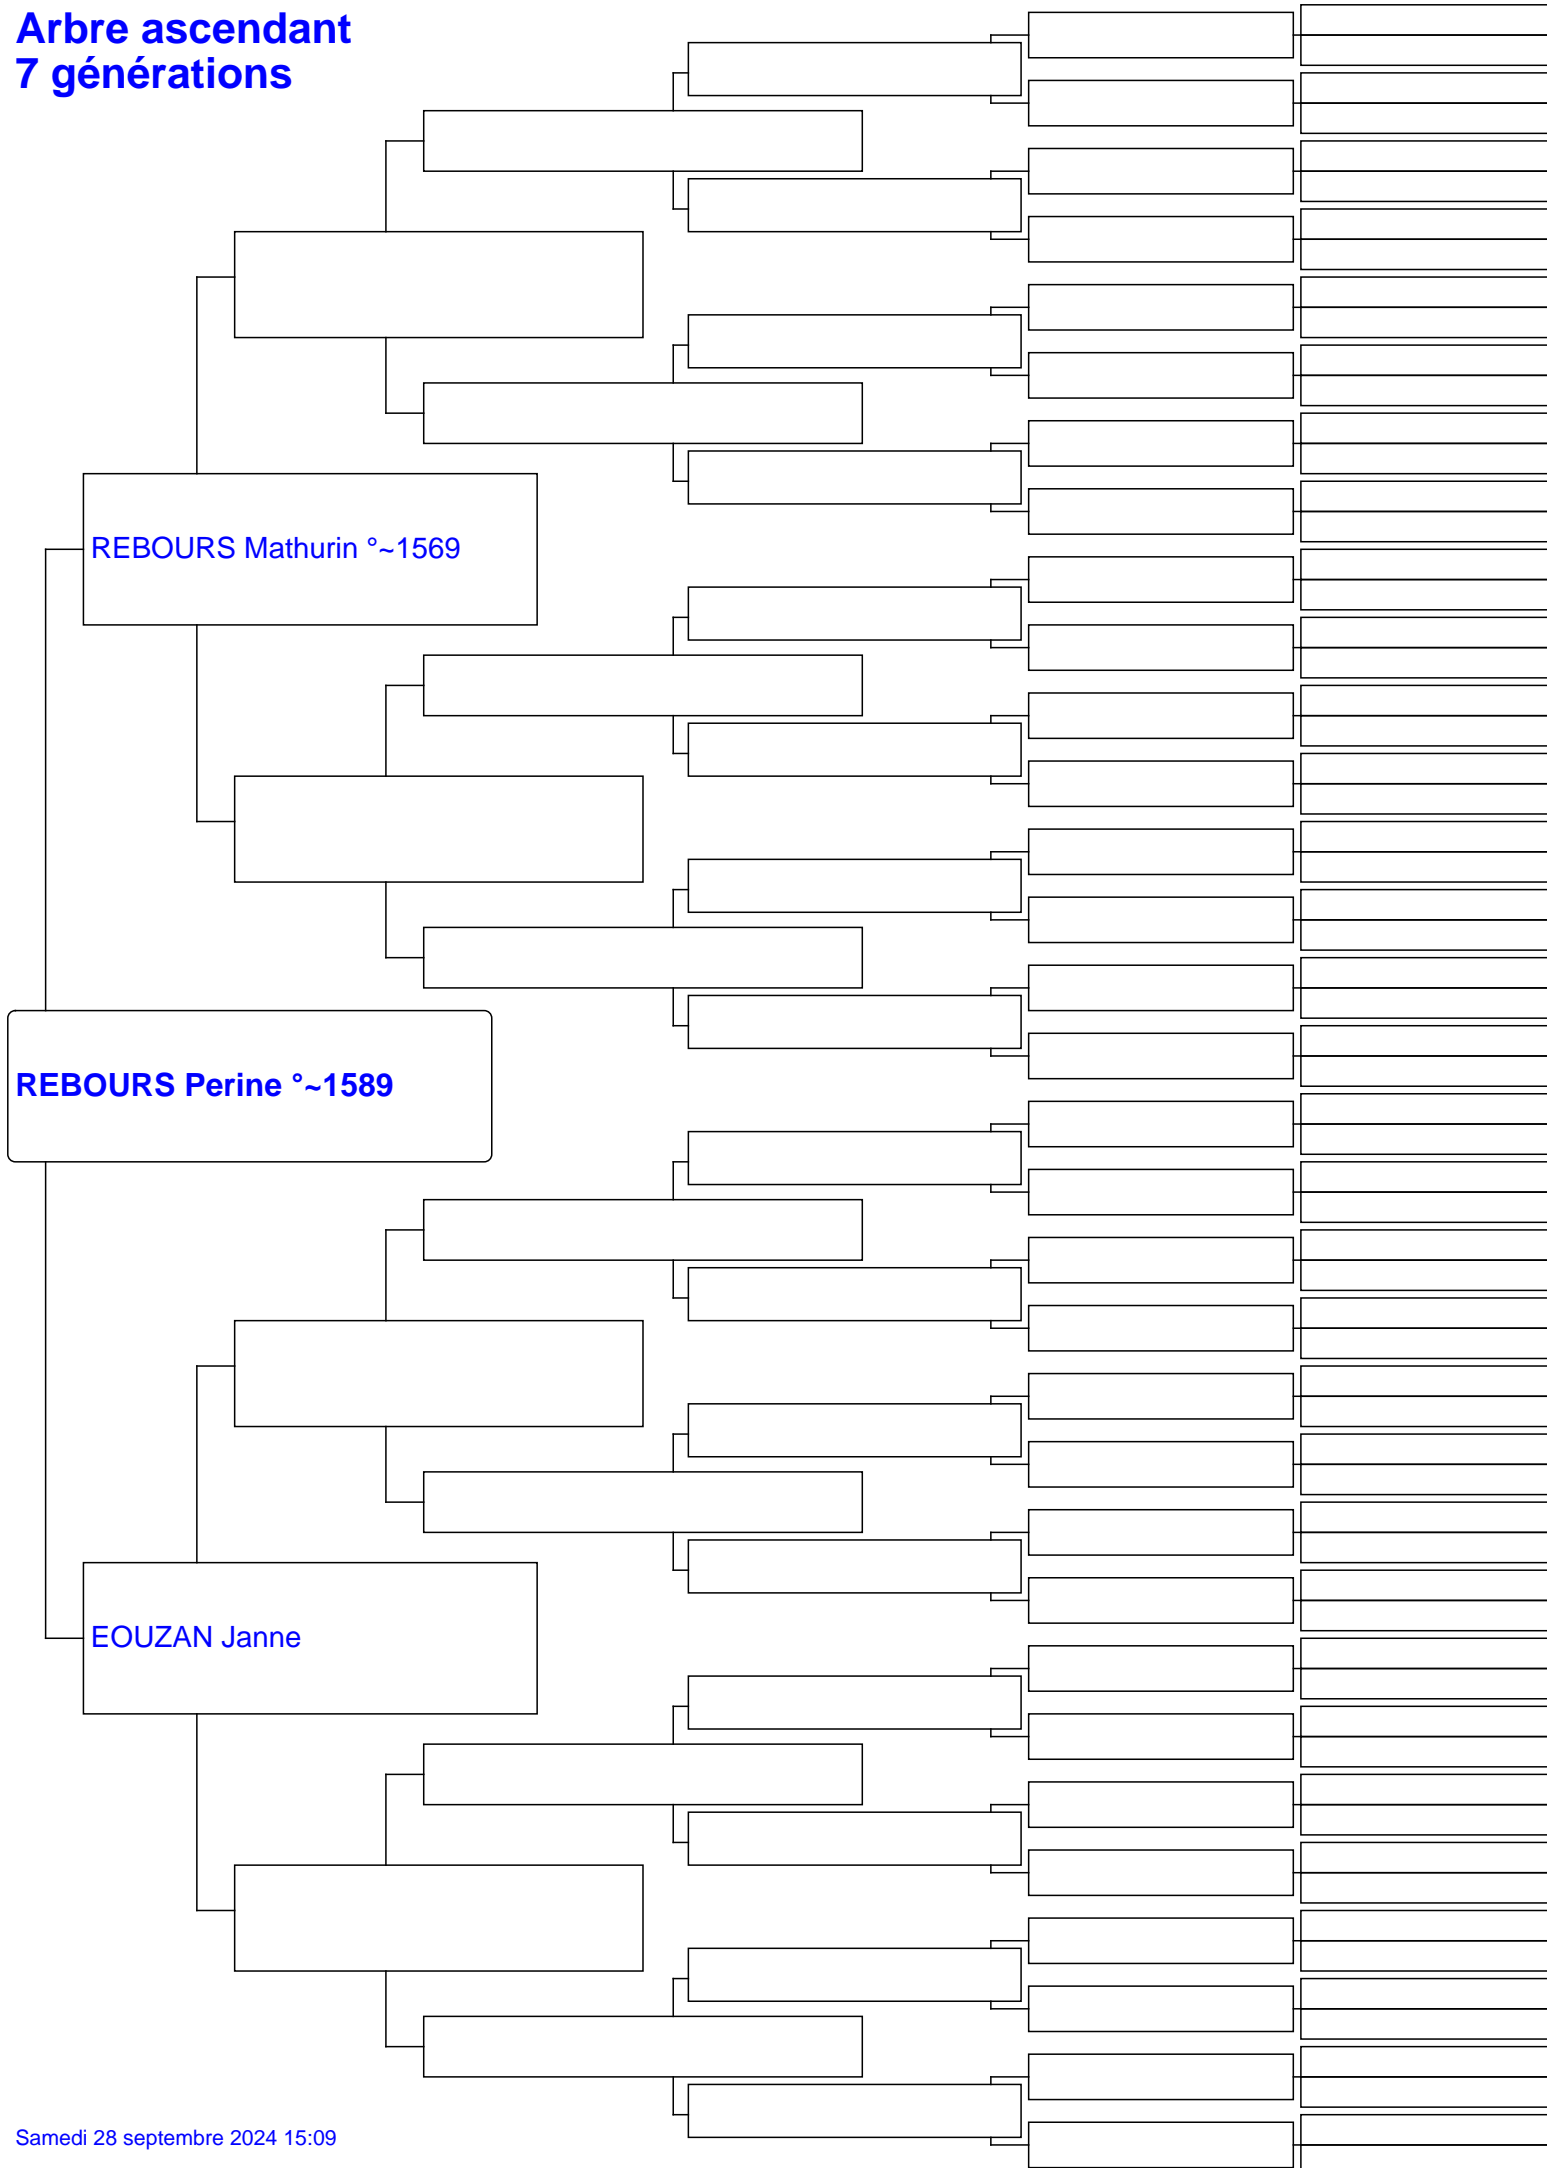 Arbre ascendant
7 générations
REBOURS Mathurin °~1569
REBOURS Perine °~1589
EOUZAN Janne
Samedi 28 septembre 2024 15:09